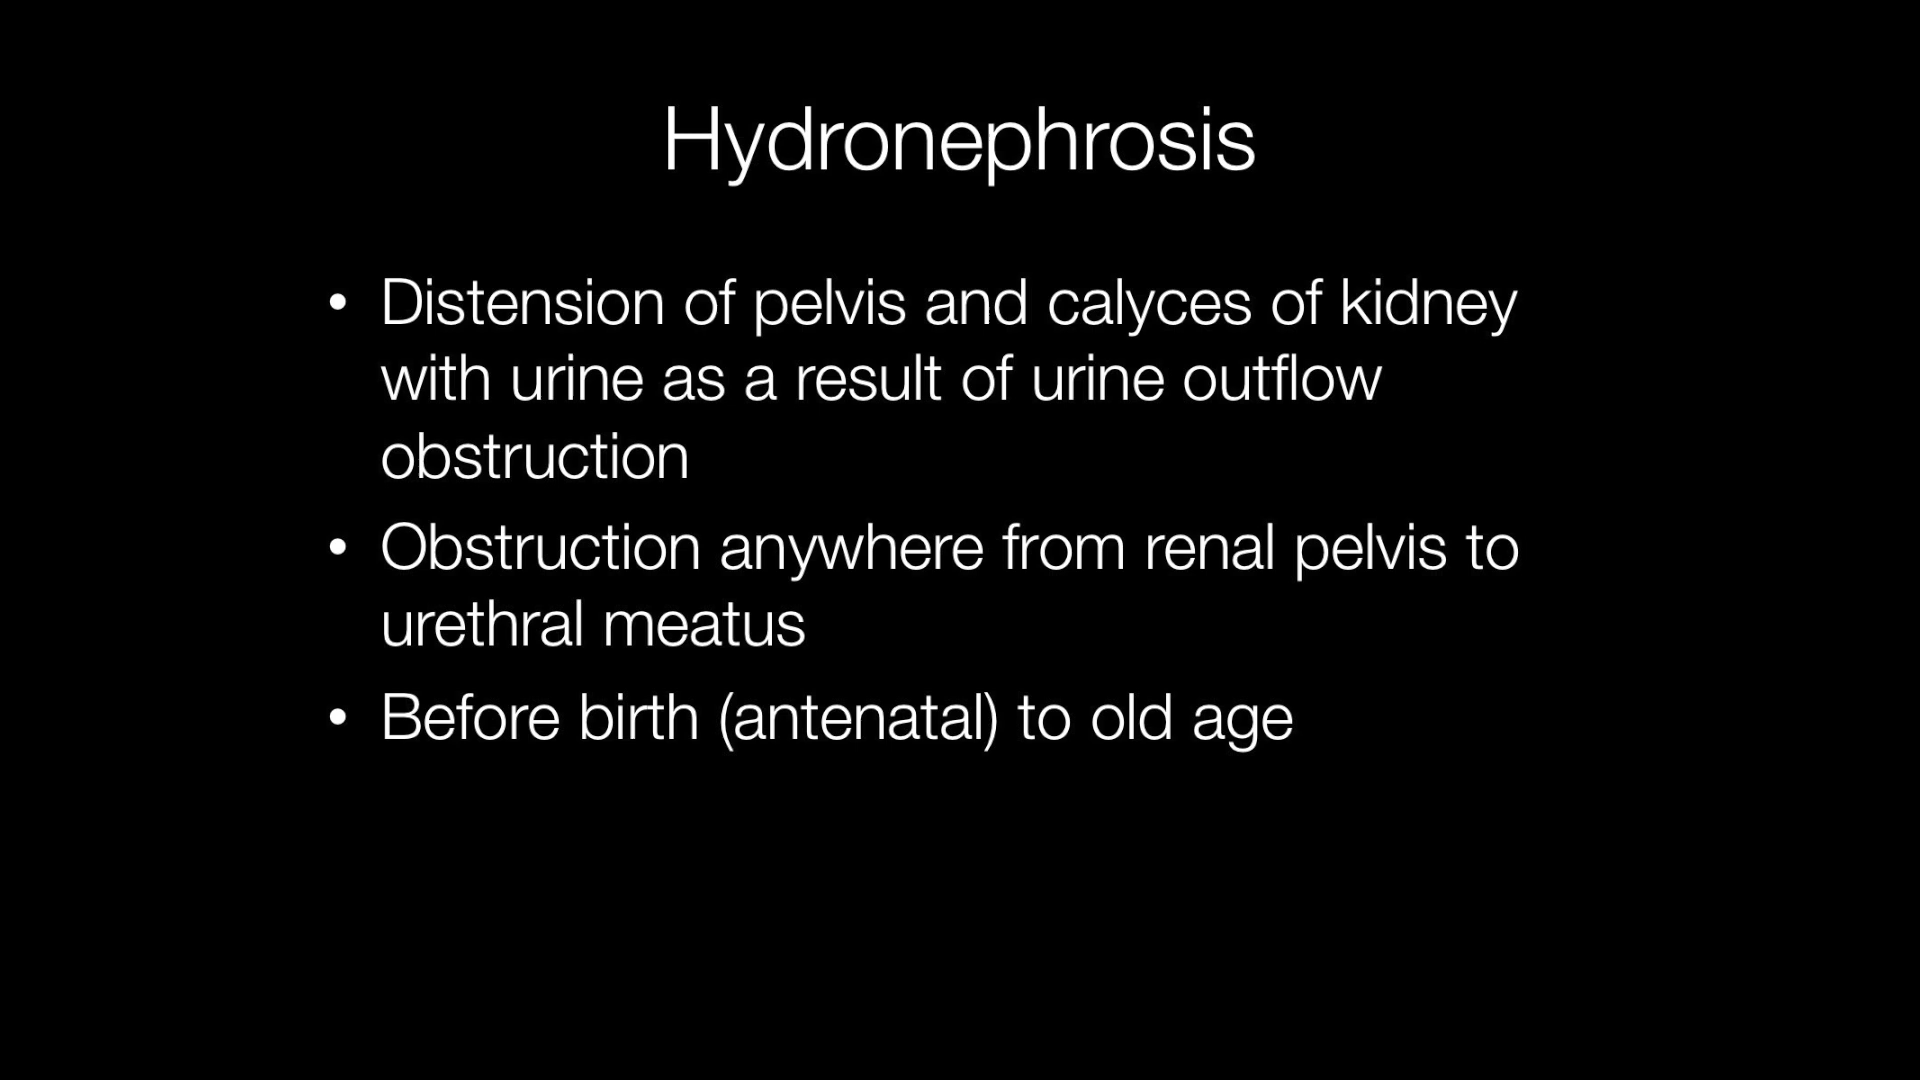 Hydronephrosis
• Distension of pelvis and calyces of kidney
with urine as a result of urine outflow
obstruction
• Obstruction anywhere from renal pelvis to
urethral meatus
• Before birth (antenatal) to old age